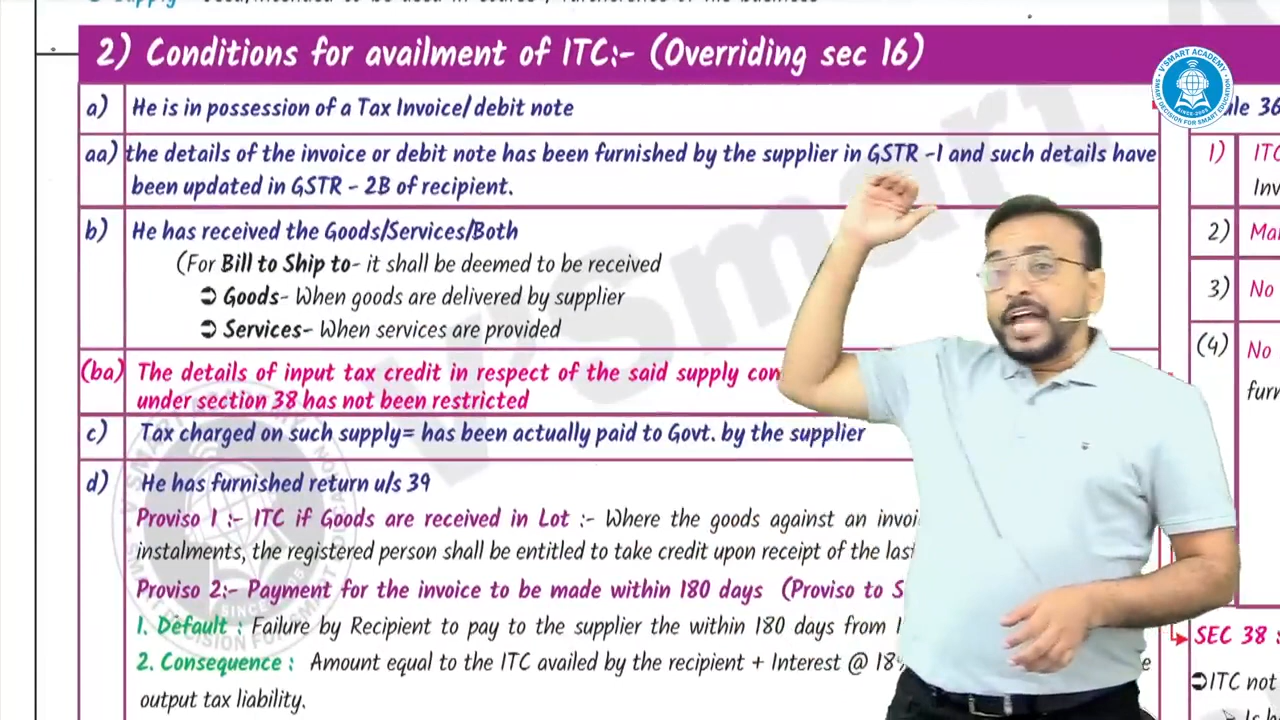 2) Conditions for availment of ITC:- (Overriding sec 16)
a) He is in possession of a Tax Invoice/debit note
aa) the details of the invoice or debit note has been furnished by the supplier in GSTR -1 and such details have
been updated in GSTR - 2B of recipient.
b) He has received the Goods/Services/Both
(For Bill to Ship to- it shall be deemed to be received
➲ Goods- When goods are delivered by supplier
➲ Services- When services are provided
(ba) The details of input tax credit in respect of the said supply
under section 38 has not been restricted
c) Tax charged on such supply= has been actually paid to Govt. by the supplier
d) He has furnished return u/s 39
Proviso 1 :- ITC if Goods are received in Lot :- Where the goods against an
instalments, the registered person shall be entitled to take credit upon receipt of the
Proviso 2:- Payment for the invoice to be made within 180 days (Proviso to
1. Default : Failure by Recipient to pay to the supplier the within 180 days from
2. Consequence : Amount equal to the ITC availed by the recipient + Interest @
output tax liability.
36
1) ITC
2)
3) No
(4) No
SEC 38
➲ITC not
V'SMART ACADEMY
SMART DECISION FOR SMART EDUCATION
V'Smart